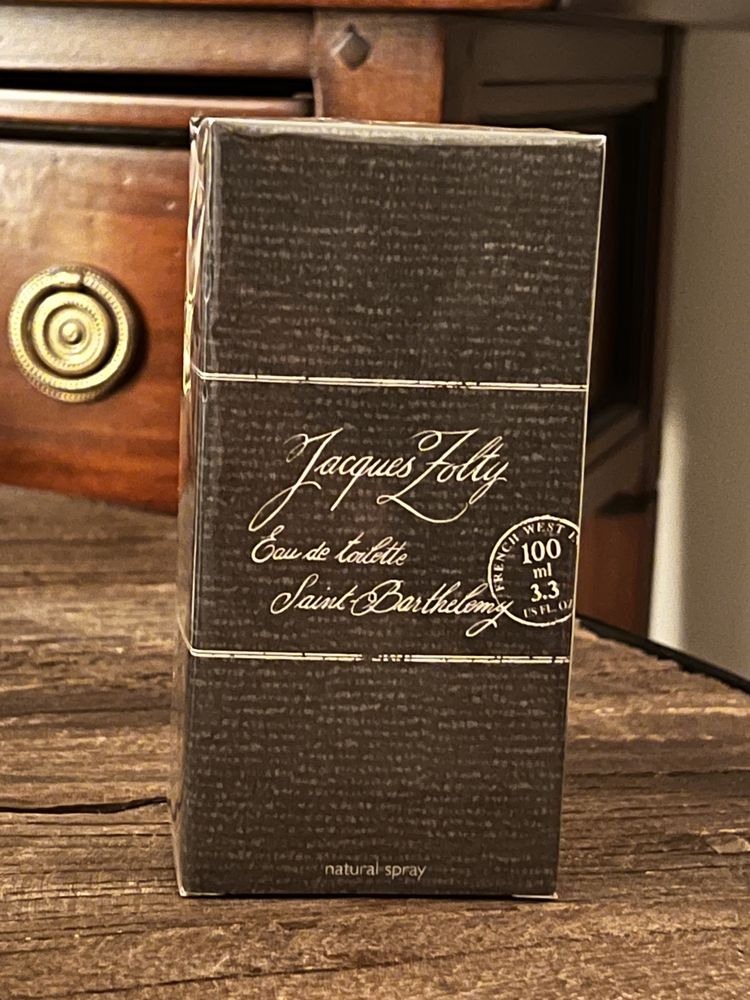 Jacques Zolty
Eau de toilette
Saint-Barthelemy
FRENCH WEST
100
ml
3.3
US FL. OZ
natural spray